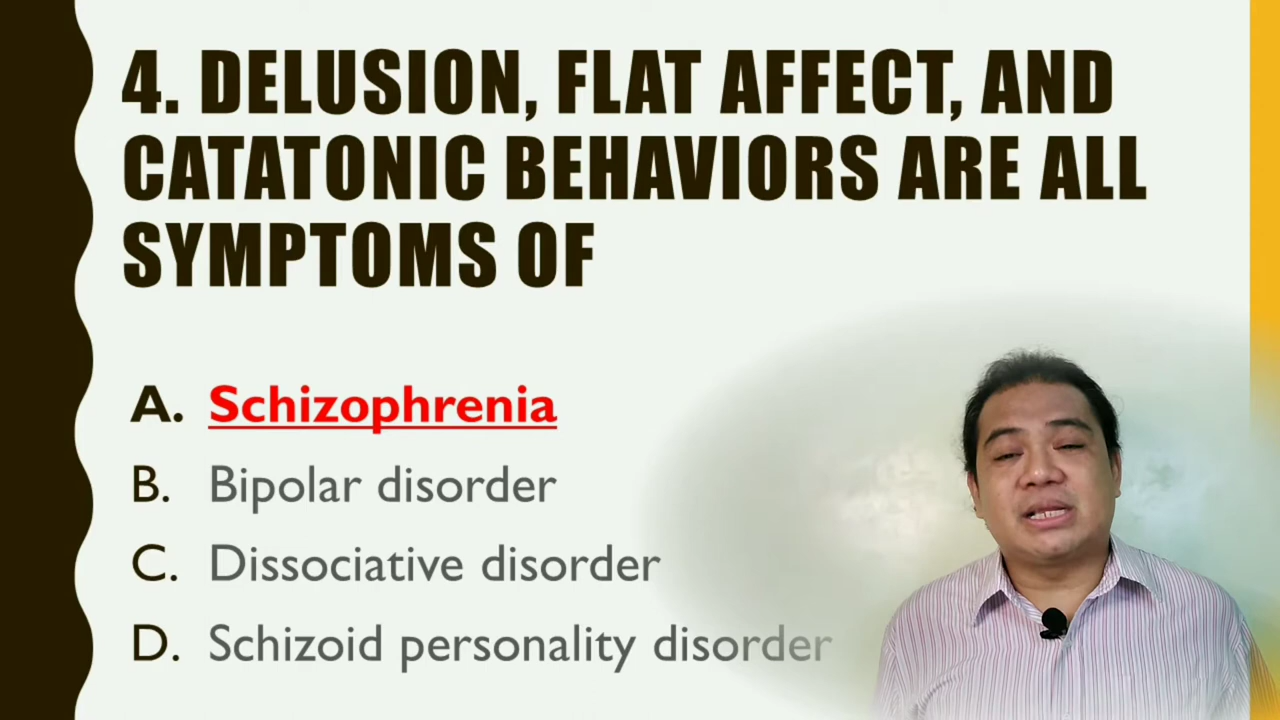 4. DELUSION, FLAT AFFECT, AND
CATATONIC BEHAVIORS ARE ALL
SYMPTOMS OF
A. Schizophrenia
B. Bipolar disorder
C. Dissociative disorder
D. Schizoid personality disorder